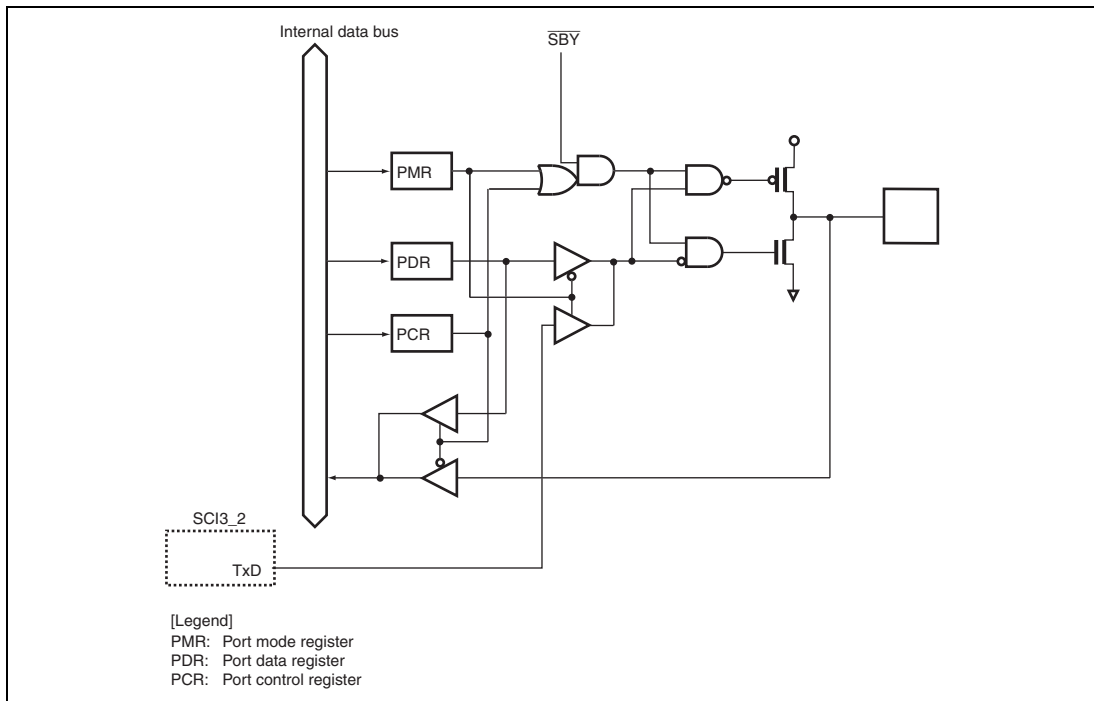 Internal data bus
SBY
PMR
PDR
PCR
SCI3_2
TxD
[Legend]
PMR: Port mode register
PDR: Port data register
PCR: Port control register